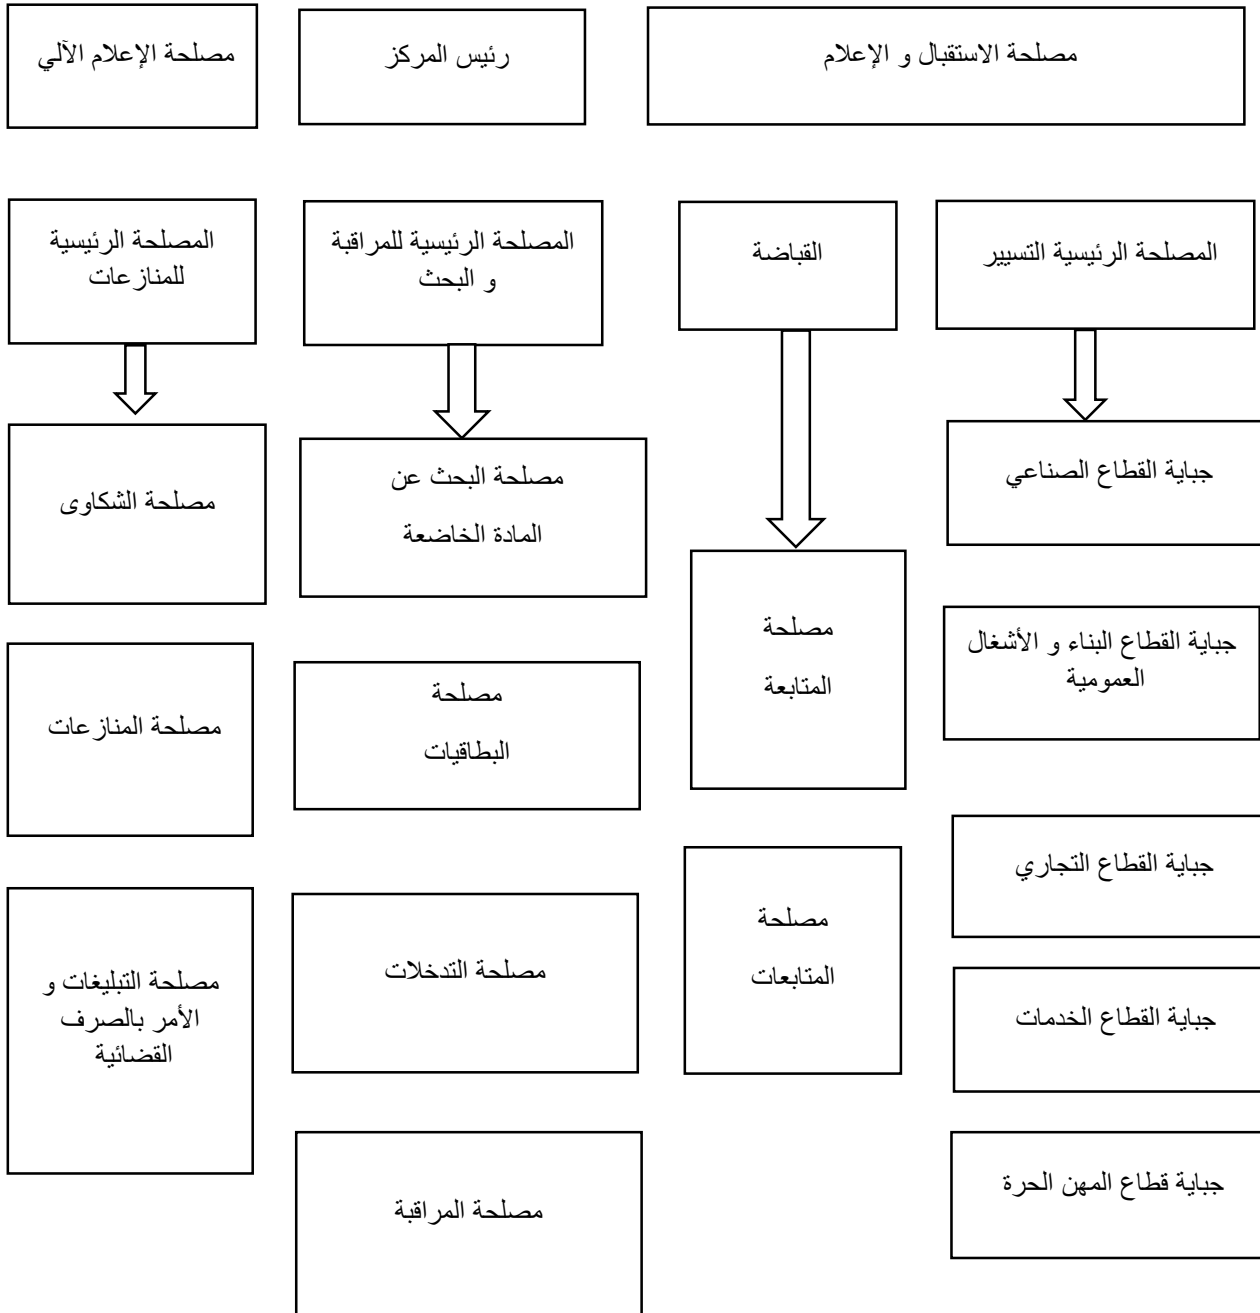 مصلحة الاستقبال و الإعلام
رئيس المركز
مصلحة الإعلام الآلي
المصلحة الرئيسية التسيير
القباضة
المصلحة الرئيسية للمراقبة
و البحث
المصلحة الرئيسية
للمنازعات
جباية القطاع الصناعي
جباية القطاع البناء و الأشغال
العمومية
جباية القطاع التجاري
جباية القطاع الخدمات
جباية قطاع المهن الحرة
مصلحة
المتابعة
مصلحة
المتابعات
مصلحة البحث عن
المادة الخاضعة
مصلحة
البطاقيات
مصلحة التدخلات
مصلحة المراقبة
مصلحة الشكاوى
مصلحة المنازعات
مصلحة التبليغات و
الأمر بالصرف
القضائية